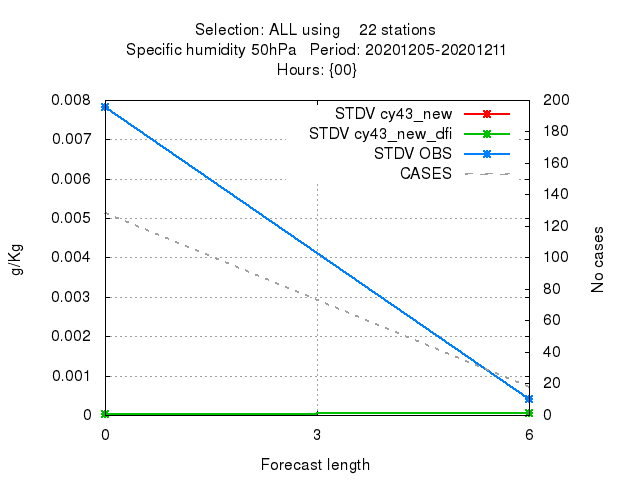 Selection: ALL using 22 stations
Specific humidity 50hPa Period: 20201205-20201211
Hours: {00}
0.008
0.007
0.006
0.005
0.004
0.003
0.002
0.001
0
g/Kg
STDV cy43_new
STDV cy43_new_dfi
STDV OBS
CASES
200
180
160
140
120
100
80
60
40
20
0
No cases
0 3 6
Forecast length